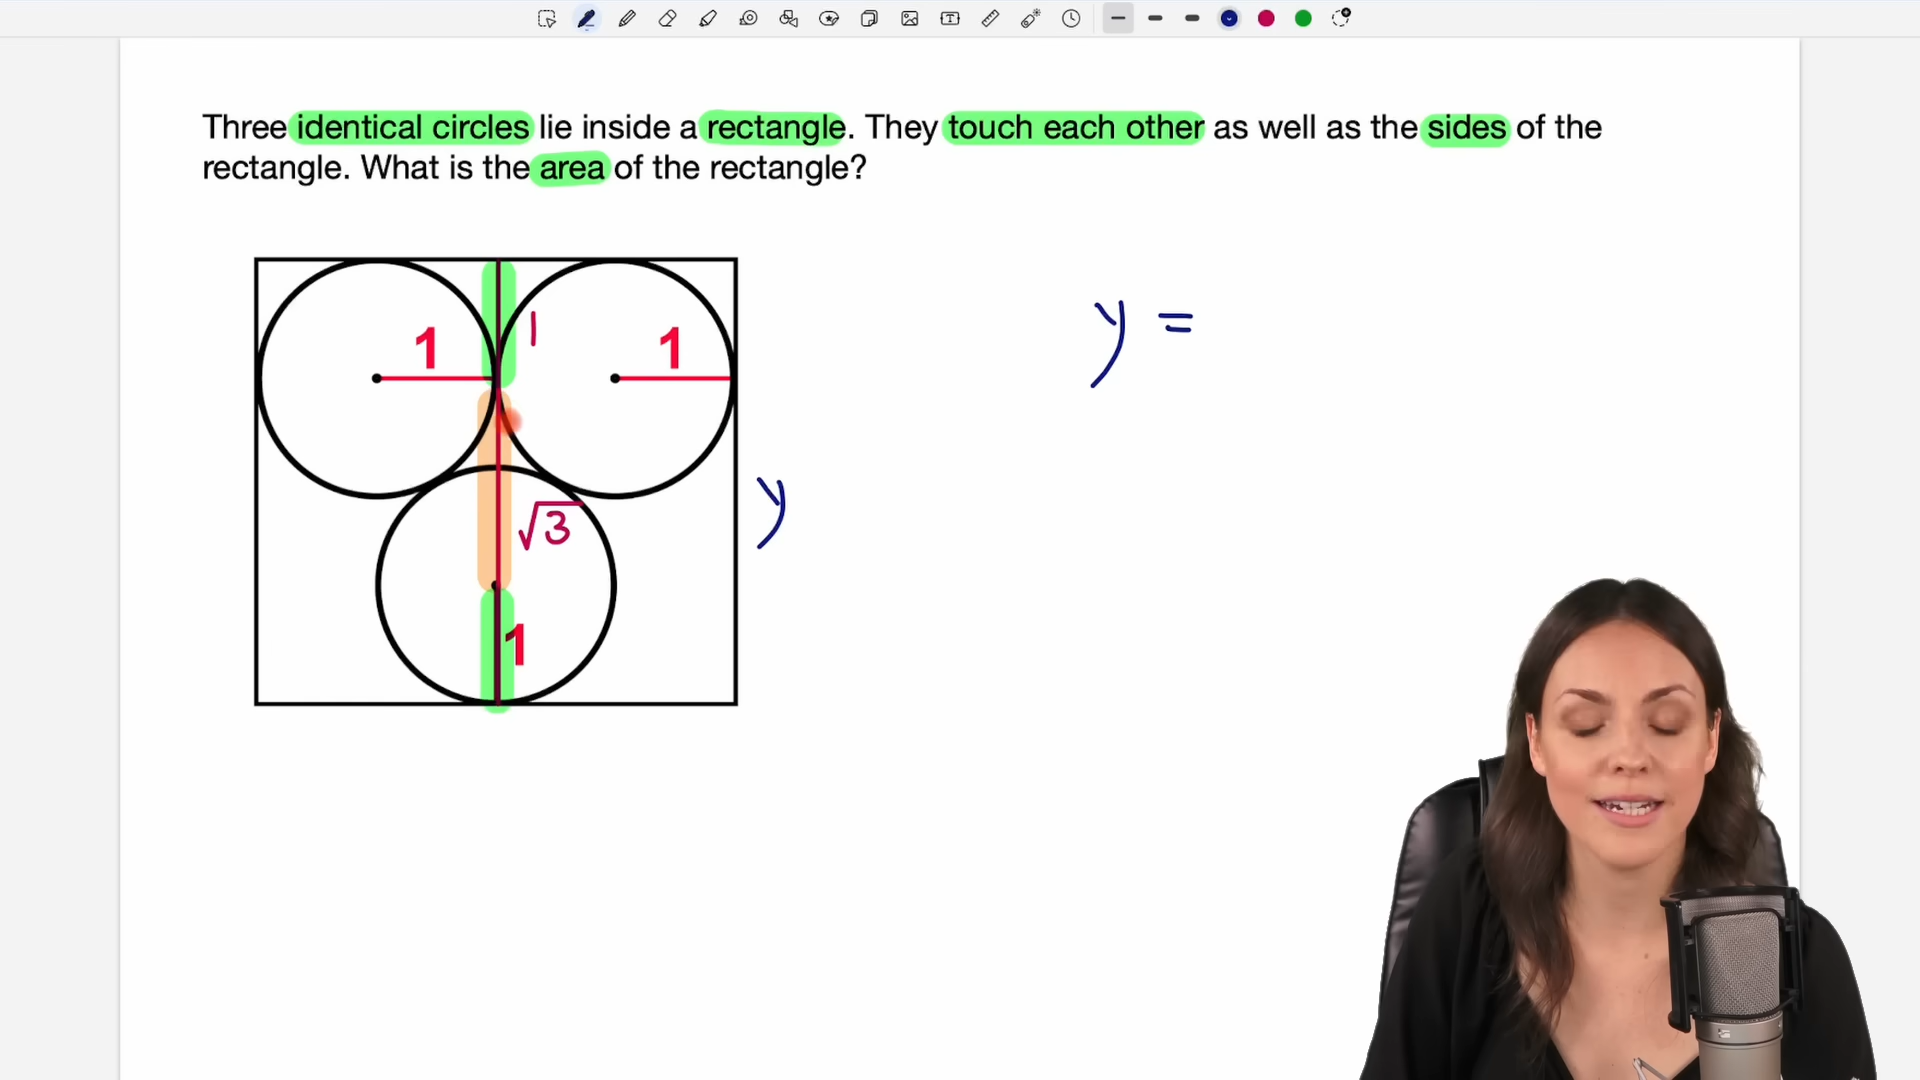 Three identical circles lie inside a rectangle. They touch each other as well as the sides of the
rectangle. What is the area of the rectangle?
1
1
1
y =
√3
y
1